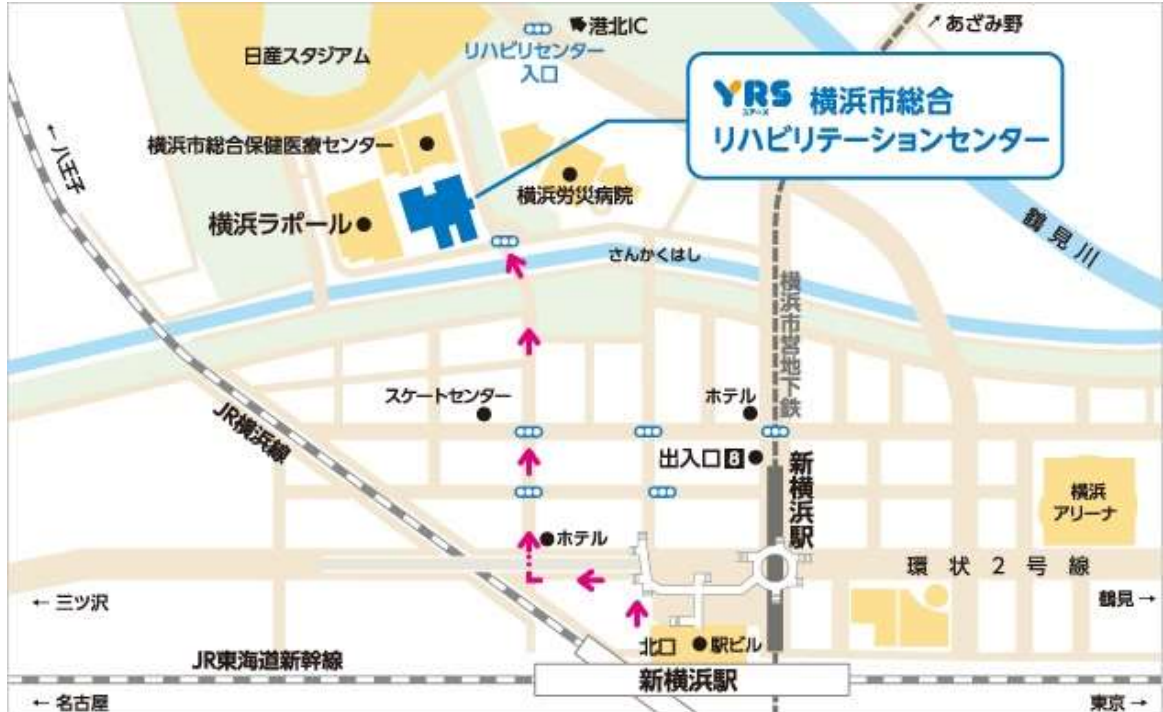 港北IC
リハビリセンター
入口
あざみ野
日産スタジアム
YRS
ユアーズ
横浜市総合
リハビリテーションセンター
八王子
横浜市総合保健医療センター
横浜労災病院
横浜ラポール
鶴見川
さんかくはし
横浜市営地下鉄
スケートセンター
ホテル
JR横浜線
出入口8
新横浜駅
横浜
アリーナ
ホテル
環状2号線
← 三ツ沢
鶴見 →
北口
駅ビル
JR東海道新幹線
新横浜駅
← 名古屋
東京 →